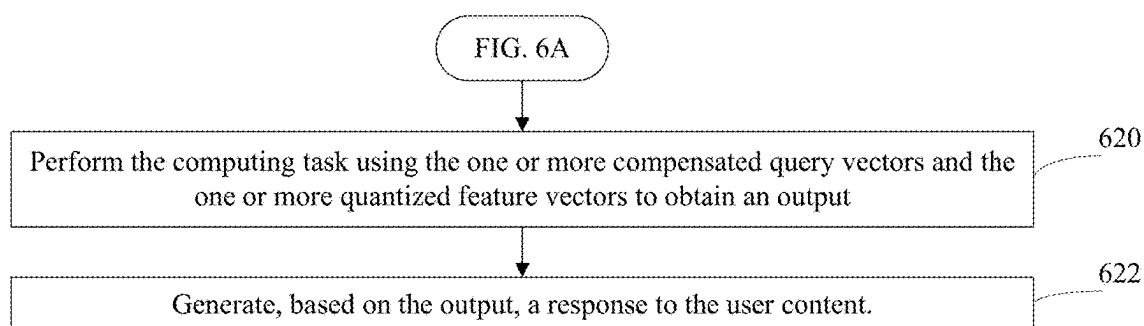 FIG. 6A
620
Perform the computing task using the one or more compensated query vectors and the
one or more quantized feature vectors to obtain an output
622
Generate, based on the output, a response to the user content.